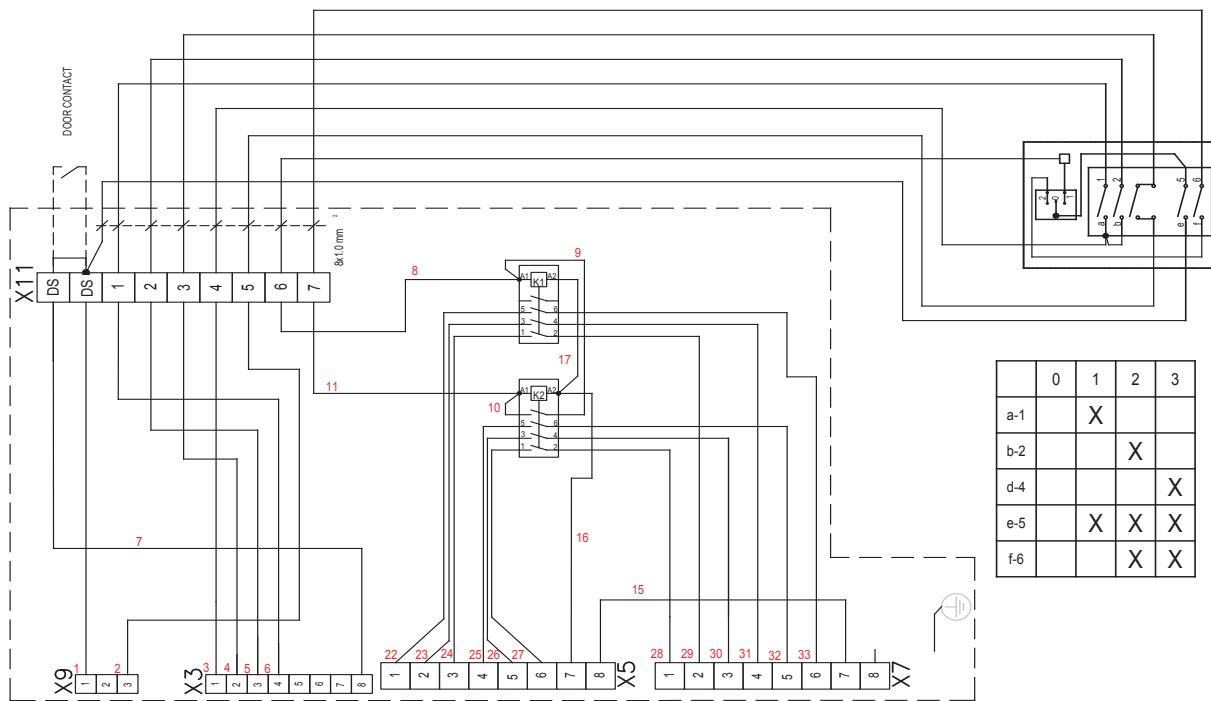 DOOR CONTACT
8x1.0 mm 2
X11
DS DS 1 2 3 4 5 6 7
8
9
A1 K1 A2
5 6
3 4
1 2
17
11
10
A1 K2 A2
5 6
3 4
1 2
7
16
15
2 0 1
1 2 5 6
a b e f
0 1 2 3
a-1 X
b-2 X
d-4 X
e-5 X X X
f-6 X X
1 2
X9
1 2 3
3 4 5 6
X3
1 2 3 4 5 6 7 8
22 23 24 25 26 27
1 2 3 4 5 6 7 8
X5
28 29 30 31 32 33
1 2 3 4 5 6 7 8
X7